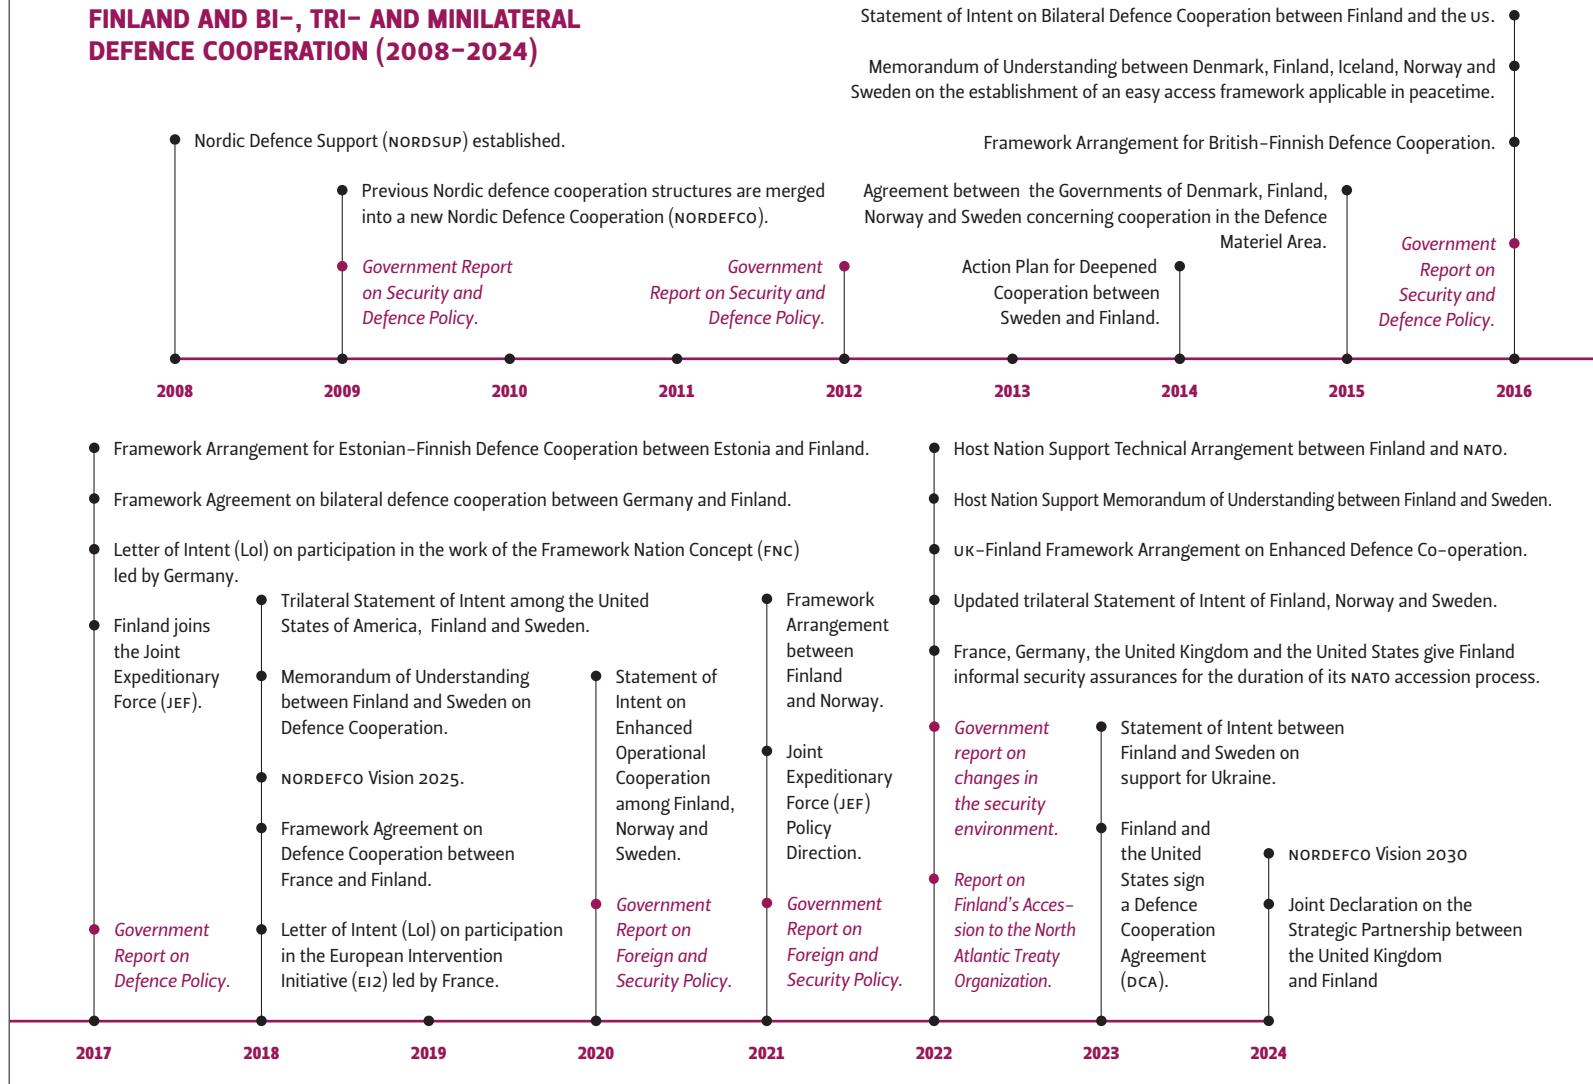 FINLAND AND BI–, TRI– AND MINILATERAL
DEFENCE COOPERATION (2008–2024)
Nordic Defence Support (NORDSUP) established.
Previous Nordic defence cooperation structures are merged
into a new Nordic Defence Cooperation (NORDEFCO).
Government Report
on Security and
Defence Policy.
Government
Report on Security and
Defence Policy.
Action Plan for Deepened
Cooperation between
Sweden and Finland.
Agreement between the Governments of Denmark, Finland,
Norway and Sweden concerning cooperation in the Defence
Materiel Area.
Statement of Intent on Bilateral Defence Cooperation between Finland and the US.
Memorandum of Understanding between Denmark, Finland, Iceland, Norway and
Sweden on the establishment of an easy access framework applicable in peacetime.
Framework Arrangement for British–Finnish Defence Cooperation.
Government
Report on
Security and
Defence Policy.
2008
2009
2010
2011
2012
2013
2014
2015
2016
Framework Arrangement for Estonian–Finnish Defence Cooperation between Estonia and Finland.
Framework Agreement on bilateral defence cooperation between Germany and Finland.
Letter of Intent (LoI) on participation in the work of the Framework Nation Concept (FNC)
led by Germany.
Finland joins
the Joint
Expeditionary
Force (JEF).
Government
Report on
Defence Policy.
Trilateral Statement of Intent among the United
States of America, Finland and Sweden.
Memorandum of Understanding
between Finland and Sweden on
Defence Cooperation.
NORDEFCO Vision 2025.
Framework Agreement on
Defence Cooperation between
France and Finland.
Letter of Intent (LoI) on participation
in the European Intervention
Initiative (EI2) led by France.
Statement of
Intent on
Enhanced
Operational
Cooperation
among Finland,
Norway and
Sweden.
Government
Report on
Foreign and
Security Policy.
Framework
Arrangement
between
Finland
and Norway.
Joint
Expeditionary
Force (JEF)
Policy
Direction.
Government
Report on
Foreign and
Security Policy.
Host Nation Support Technical Arrangement between Finland and NATO.
Host Nation Support Memorandum of Understanding between Finland and Sweden.
UK–Finland Framework Arrangement on Enhanced Defence Co-operation.
Updated trilateral Statement of Intent of Finland, Norway and Sweden.
France, Germany, the United Kingdom and the United States give Finland
informal security assurances for the duration of its NATO accession process.
Government
report on
changes in
the security
environment.
Report on
Finland's Acces–
sion to the North
Atlantic Treaty
Organization.
Statement of Intent between
Finland and Sweden on
support for Ukraine.
Finland and
the United
States sign
a Defence
Cooperation
Agreement
(DCA).
NORDEFCO Vision 2030
Joint Declaration on the
Strategic Partnership between
the United Kingdom
and Finland
2017
2018
2019
2020
2021
2022
2023
2024